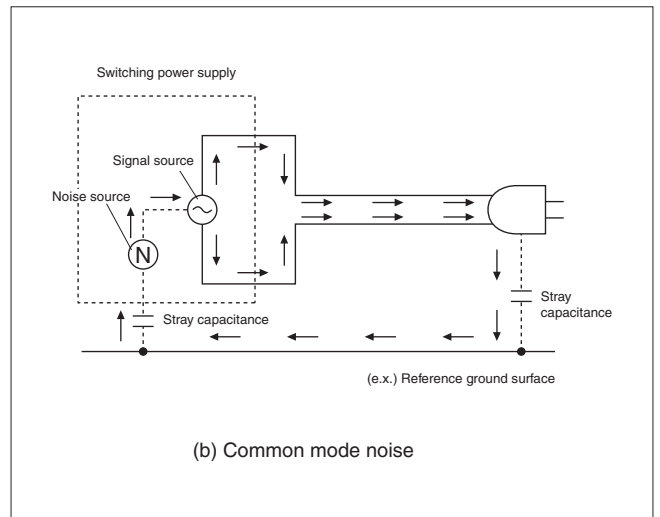 Switching power supply
Signal source
Noise source
N
Stray capacitance
Stray
capacitance
(e.x.) Reference ground surface
(b) Common mode noise